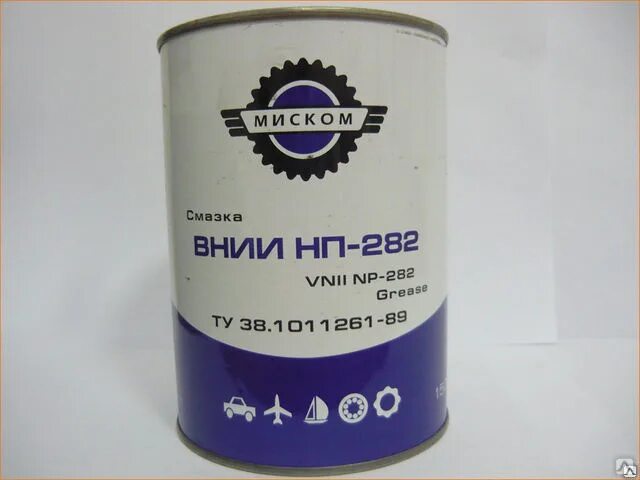 МИСКОМ
Смазка
ВНИИ НП-282
VNII NP-282
Grease
ТУ 38.1011261-89